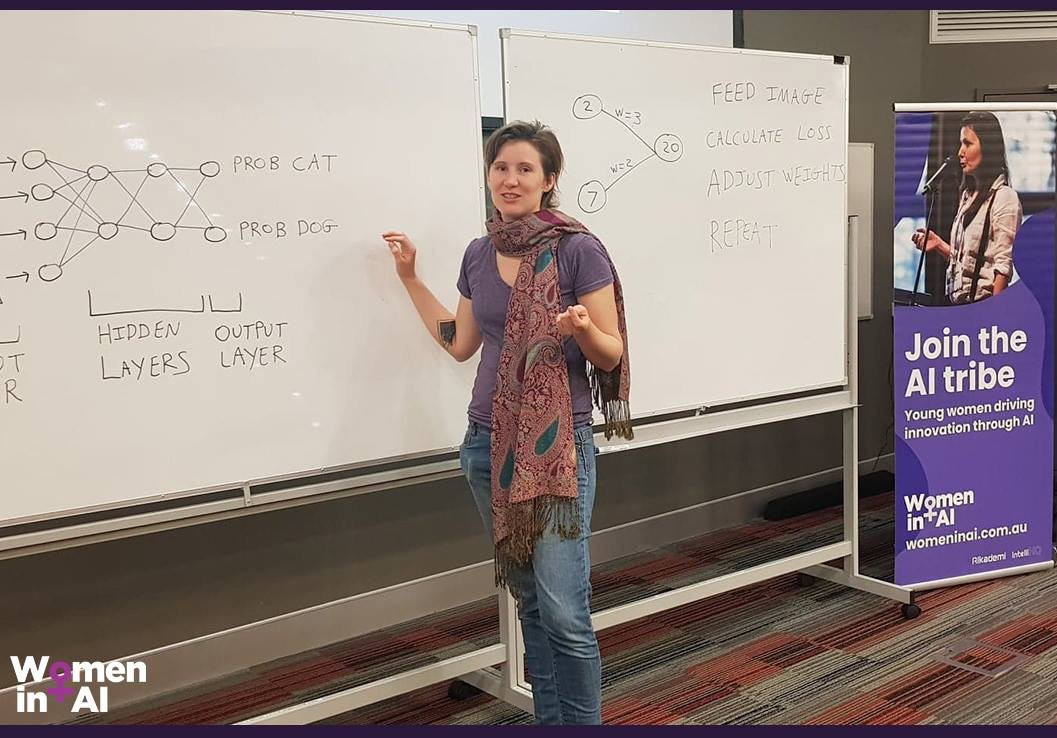 PROB CAT
PROB DOG
HIDDEN
LAYERS
OUTPUT
LAYER
2
w=3
20
w=2
7
FEED IMAGE
CALCULATE LOSS
ADJUST WEIGHTS
REPEAT
Join the
AI tribe
Young women driving
innovation through AI
Women
in AI
womeninai.com.au
AIkademi IntelliHQ
Women
in AI